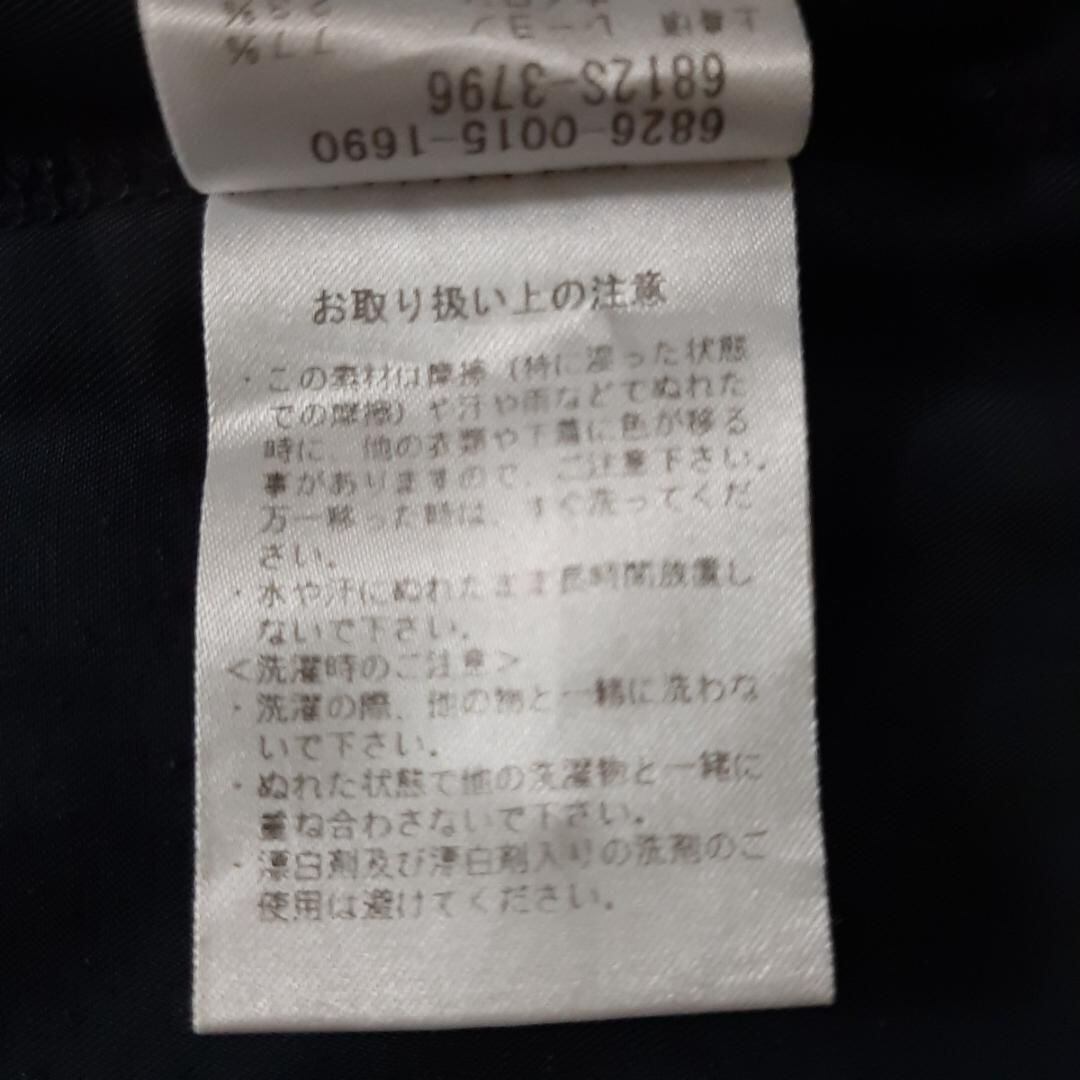 レーヨン 77%
6812S-3796
6826-0015-1690
お取り扱い上の注意
・この素材は摩擦（特に湿った状態
での摩擦）や汗や雨などでぬれた
時に、他の衣類や下着に色が移る
事がありますので、ご注意下さい。
万一移った時は、すぐ洗ってくだ
さい。
・水や汗にぬれたまま長時間放置し
ないで下さい。
<洗濯時のご注意>
・洗濯の際、他の物と一緒に洗わな
いで下さい。
・ぬれた状態で他の洗濯物と一緒に
重ね合わさないで下さい。
・漂白剤及び漂白剤入りの洗剤のご
使用は避けてください。